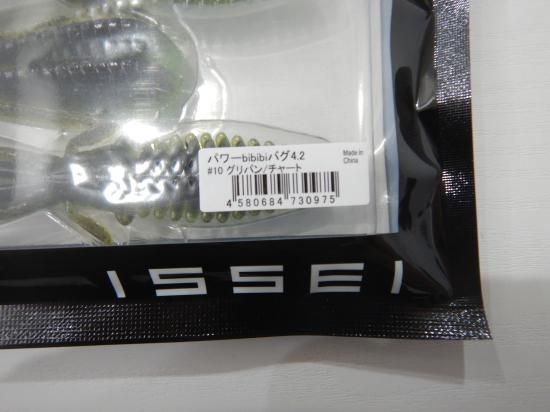 パワーbibibiバグ4.2
#10 グリパン/チャート
Made in
China
4 580684 730975
ISSEI